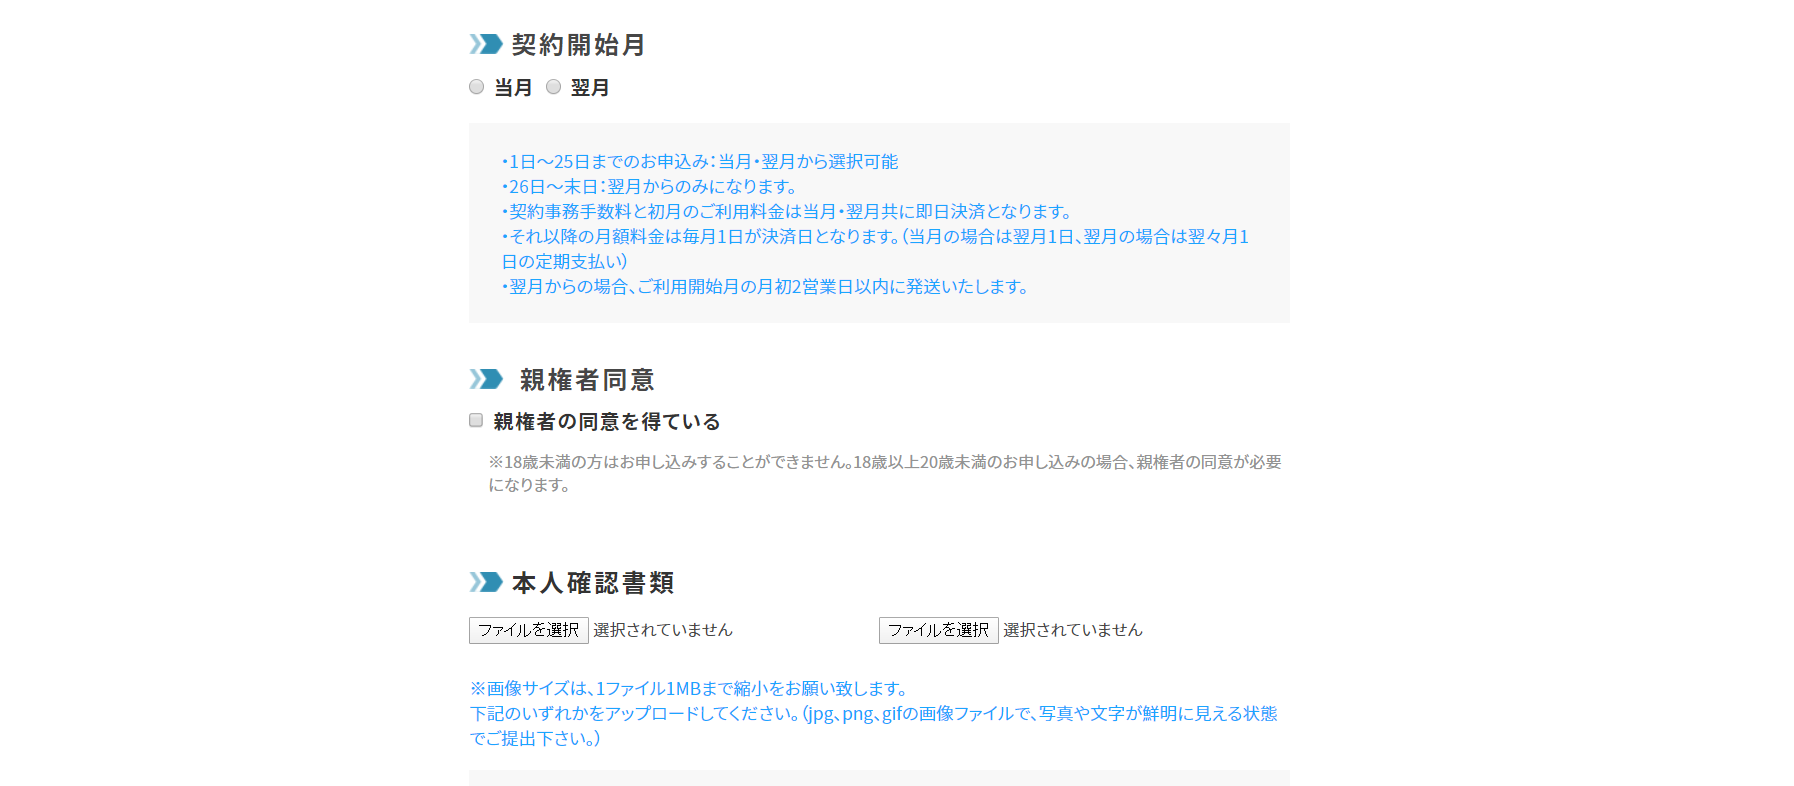 契約開始月
当月 翌月
・1日～25日までのお申込み：当月・翌月から選択可能
・26日～末日：翌月からのみになります。
・契約事務手数料と初月のご利用料金は当月・翌月共に即日決済となります。
・それ以降の月額料金は毎月1日が決済日となります。（当月の場合は翌月1日、翌月の場合は翌々月1
日の定期支払い）
・翌月からの場合、ご利用開始月の月初2営業日以内に発送いたします。
親権者同意
親権者の同意を得ている
※18歳未満の方はお申し込みすることができません。18歳以上20歳未満のお申し込みの場合、親権者の同意が必要
になります。
本人確認書類
ファイルを選択 選択されていません ファイルを選択 選択されていません
※画像サイズは、1ファイル1MBまで縮小をお願い致します。
下記のいずれかをアップロードしてください。（jpg、png、gifの画像ファイルで、写真や文字が鮮明に見える状態
でご提出下さい。）